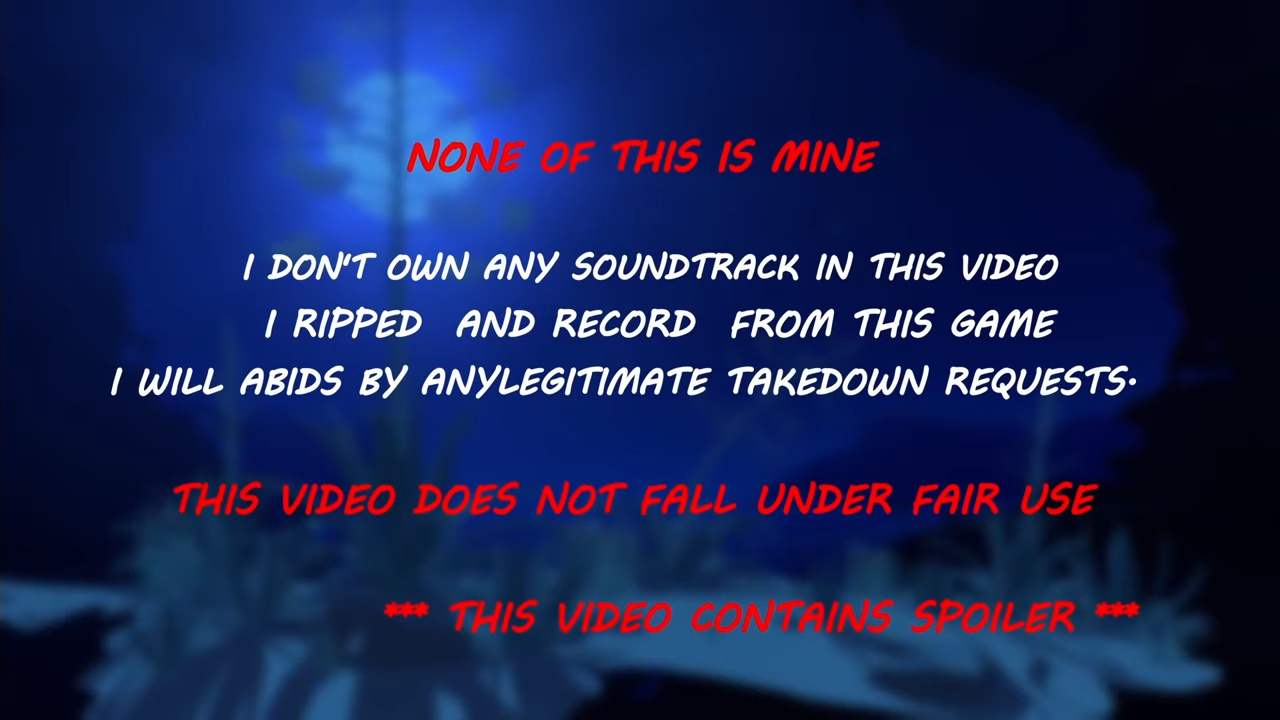 NONE OF THIS IS MINE
I DON'T OWN ANY SOUNDTRACK IN THIS VIDEO
I RIPPED AND RECORD FROM THIS GAME
I WILL ABIDS BY ANYLEGITIMATE TAKEDOWN REQUESTS.
THIS VIDEO DOES NOT FALL UNDER FAIR USE
*** THIS VIDEO CONTAINS SPOILER ***